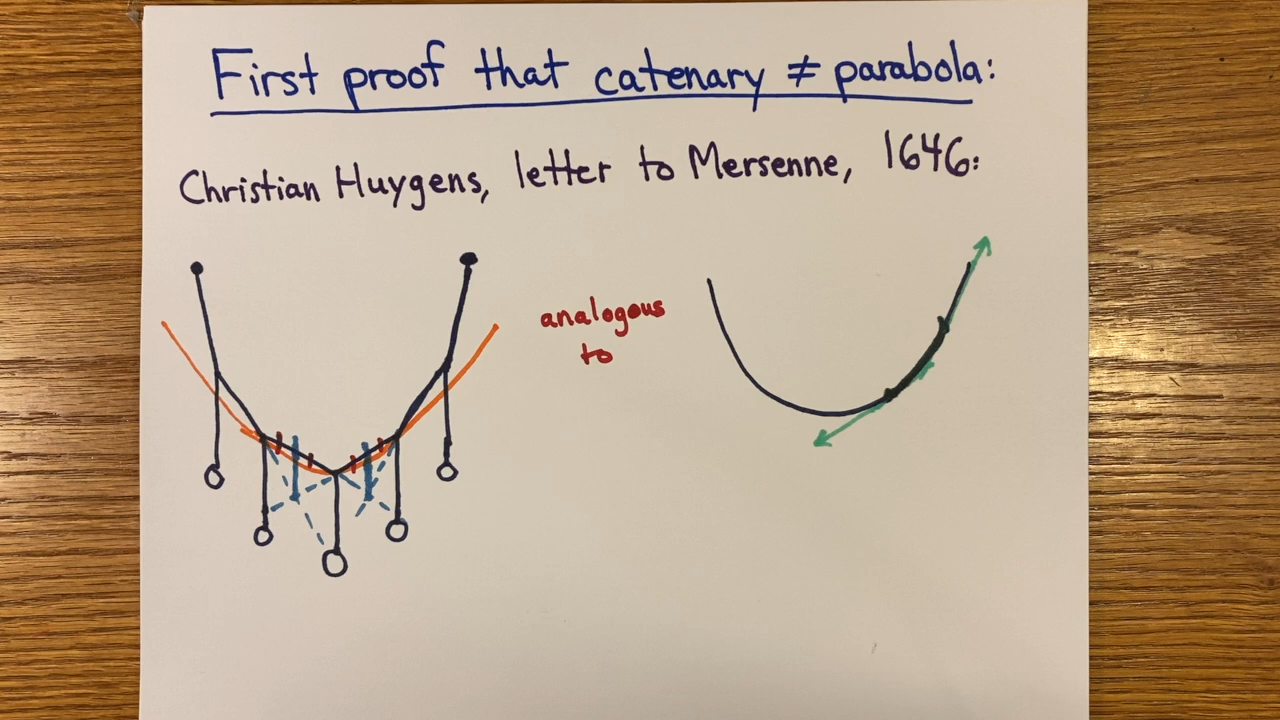 First proof that catenary ≠ parabola:
Christian Huygens, letter to Mersenne, 1646:
analogous
to